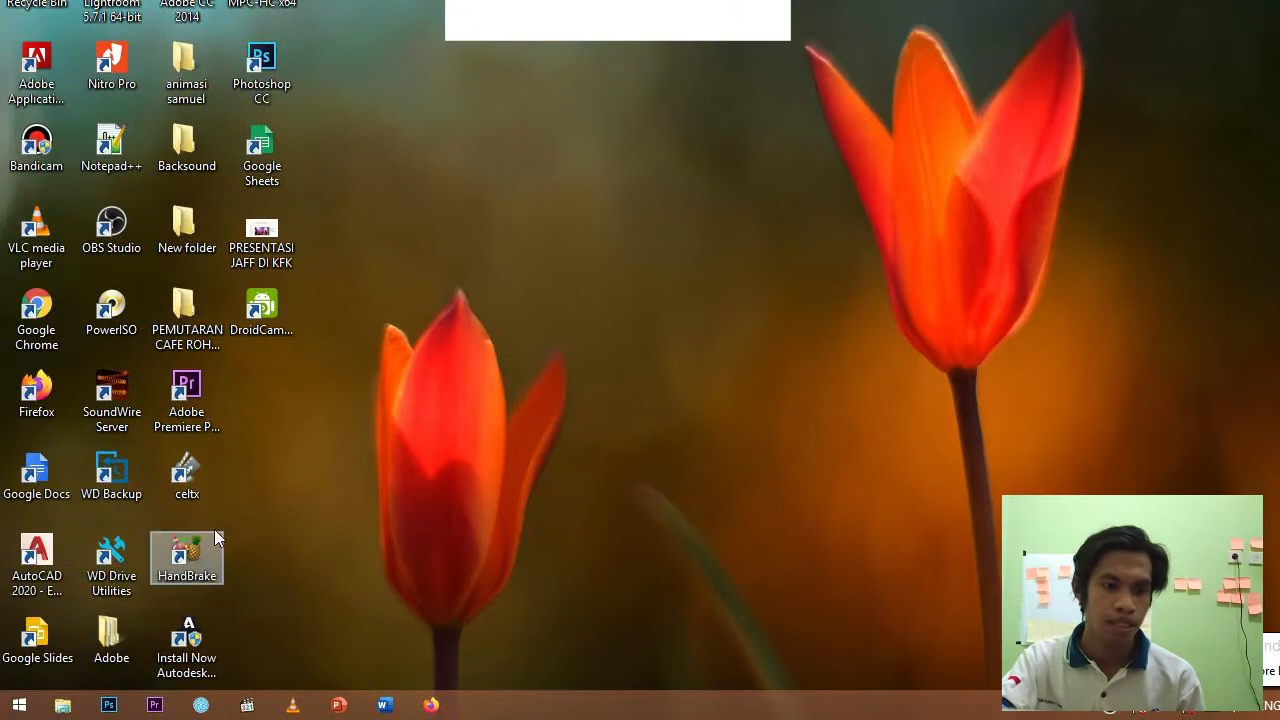 Recycle Bin
Lightroom
5.7.1 64-bit
Adobe CC
2014
MPC-HC x64
Adobe
Applicati...
Nitro Pro
animasi
samuel
Photoshop
CC
Bandicam
Notepad++
Backsound
Google
Sheets
VLC media
player
OBS Studio
New folder
PRESENTASI
JAFF DI KFK
Google
Chrome
PowerISO
PEMUTARAN
CAFE ROH...
DroidCam...
Firefox
SoundWire
Server
Adobe
Premiere P...
Google Docs
WD Backup
celtx
AutoCAD
2020 - E...
WD Drive
Utilities
HandBrake
Google Slides
Adobe
Install Now
Autodesk...